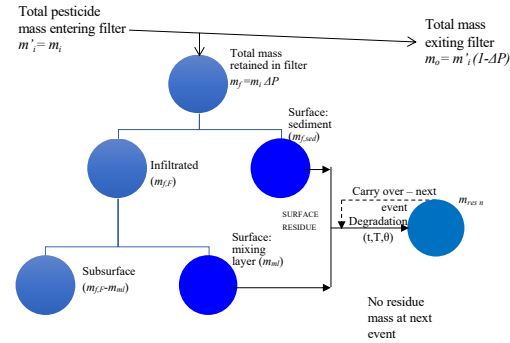 Total pesticide
mass entering filter
m'i= mi
Total mass
exiting filter
mo= m'i (1-ΔP)
Total mass
retained in filter
mf =mi ΔP
Surface:
sediment
(mf,sed)
Infiltrated
(mf,F)
Carry over – next
event
mres n
SURFACE
RESIDUE
Degradation
(t,T,θ)
Surface:
mixing
layer (mml)
Subsurface
(mf,F-mml)
No residue
mass at next
event